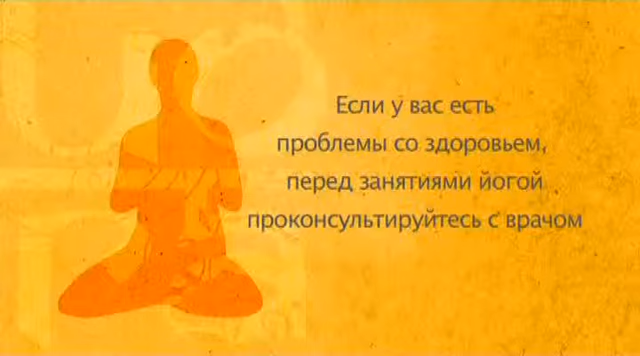 Если у вас есть
проблемы со здоровьем,
перед занятиями йогой
проконсультируйтесь с врачом